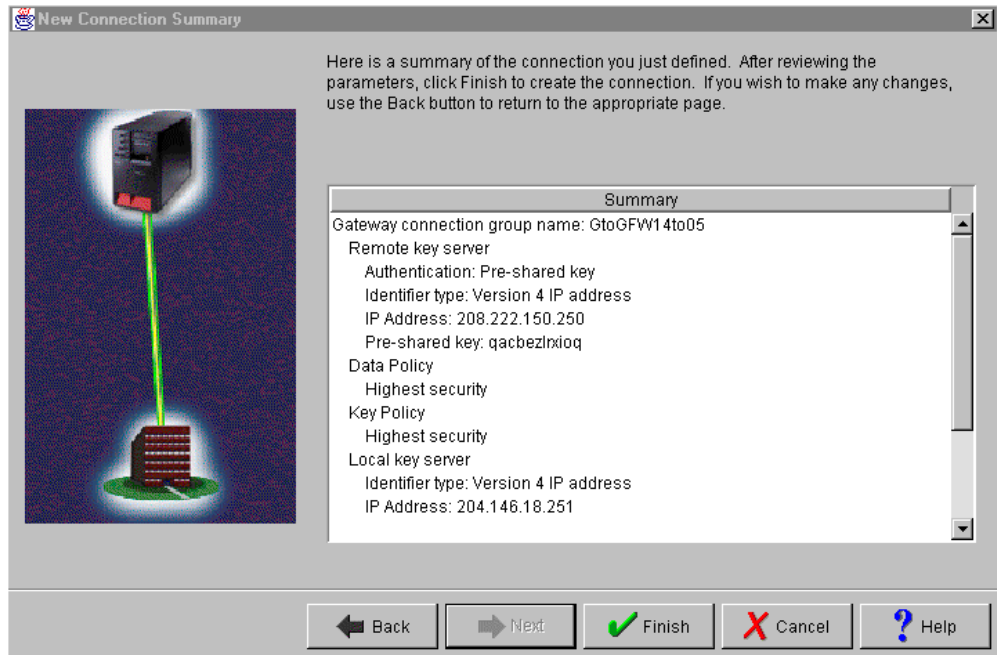 New Connection Summary
Here is a summary of the connection you just defined. After reviewing the
parameters, click Finish to create the connection. If you wish to make any changes,
use the Back button to return to the appropriate page.
Summary
Gateway connection group name: GtoGFW14to05
Remote key server
Authentication: Pre-shared key
Identifier type: Version 4 IP address
IP Address: 208.222.150.250
Pre-shared key: qacbezlrxioq
Data Policy
Highest security
Key Policy
Highest security
Local key server
Identifier type: Version 4 IP address
IP Address: 204.146.18.251
Back
Next
Finish
Cancel
? Help